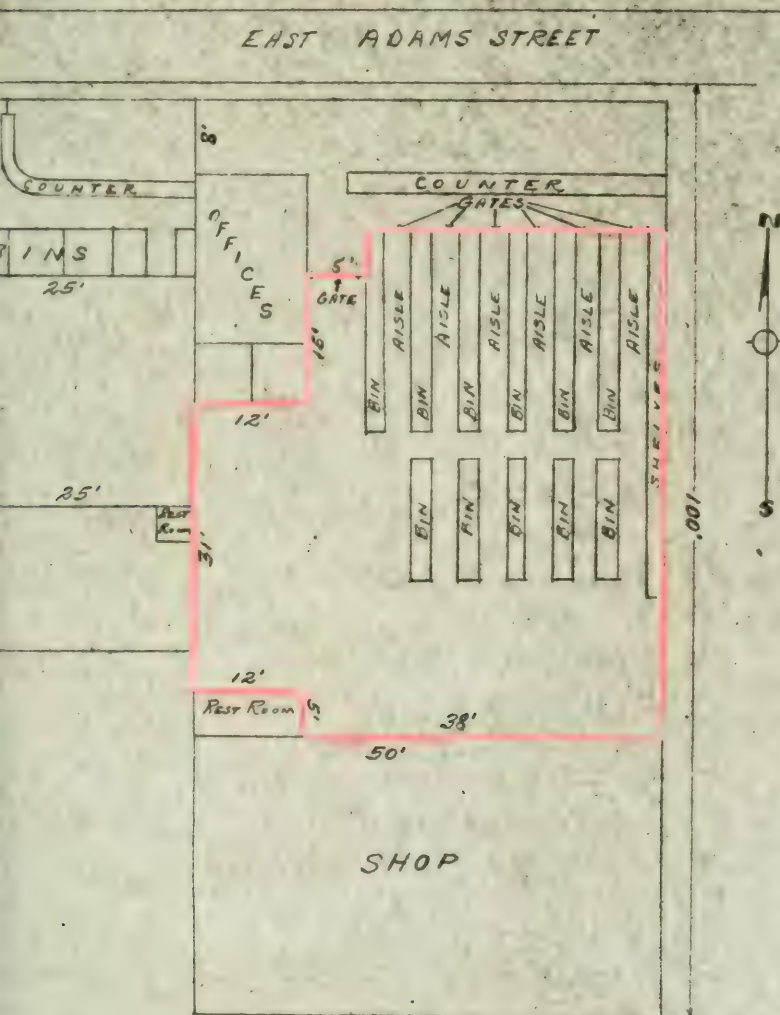 EAST ADAMS STREET
8'
COUNTER
COUNTER
GATES
OFFICES
BINS
25'
5'
GATE
16'
12'
AISLE
AISLE
AISLE
AISLE
AISLE
AISLE
BIN
BIN
BIN
BIN
BIN
BIN
SHELVES
N
S
BIN
BIN
BIN
BIN
BIN
25'
REST
ROOM
31'
100'
12'
REST ROOM
5'
38'
50'
SHOP